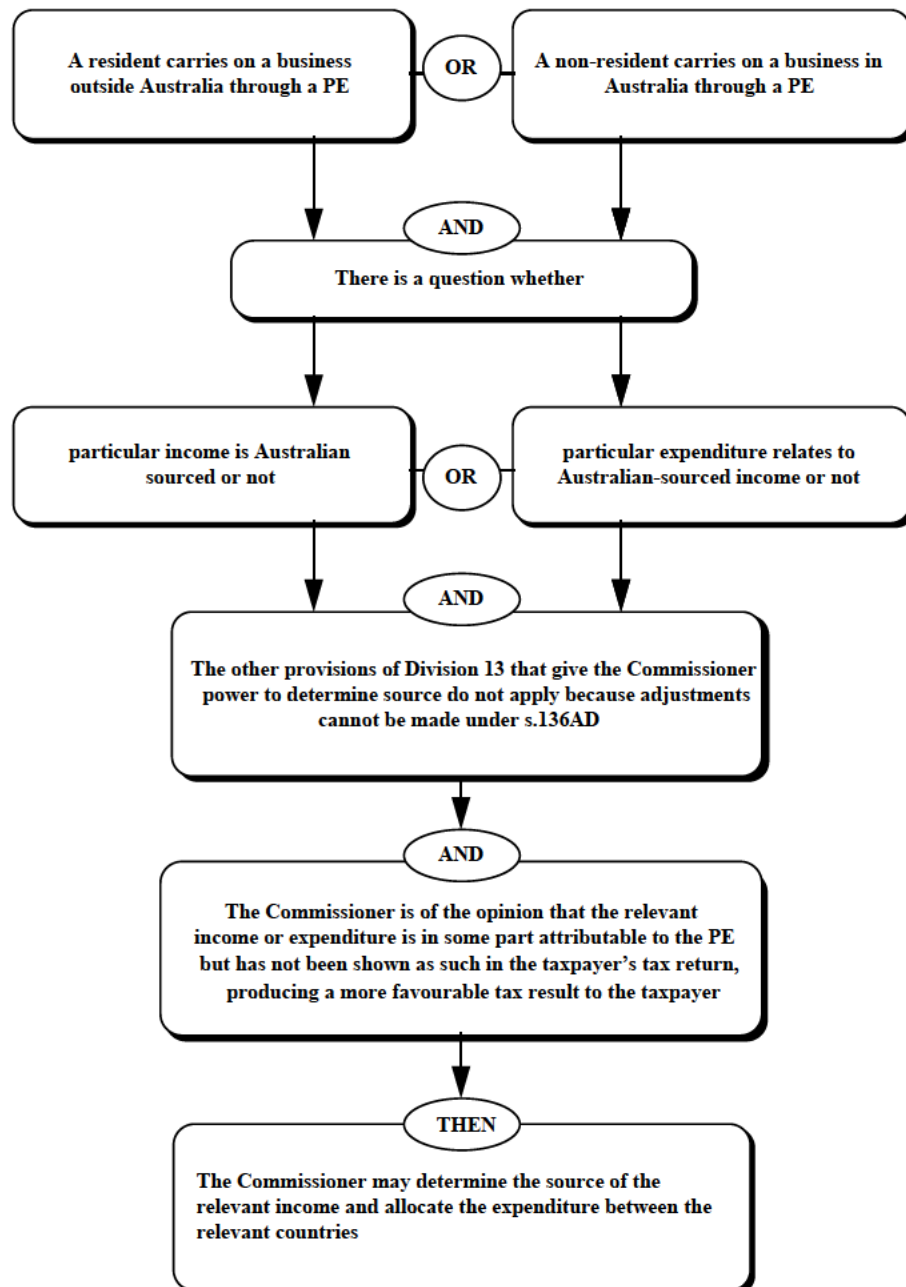 A resident carries on a business
outside Australia through a PE
OR
A non-resident carries on a business in
Australia through a PE
AND
There is a question whether
particular income is Australian
sourced or not
OR
particular expenditure relates to
Australian-sourced income or not
AND
The other provisions of Division 13 that give the Commissioner
power to determine source do not apply because adjustments
cannot be made under s.136AD
AND
The Commissioner is of the opinion that the relevant
income or expenditure is in some part attributable to the PE
but has not been shown as such in the taxpayer's tax return,
producing a more favourable tax result to the taxpayer
THEN
The Commissioner may determine the source of the
relevant income and allocate the expenditure between the
relevant countries